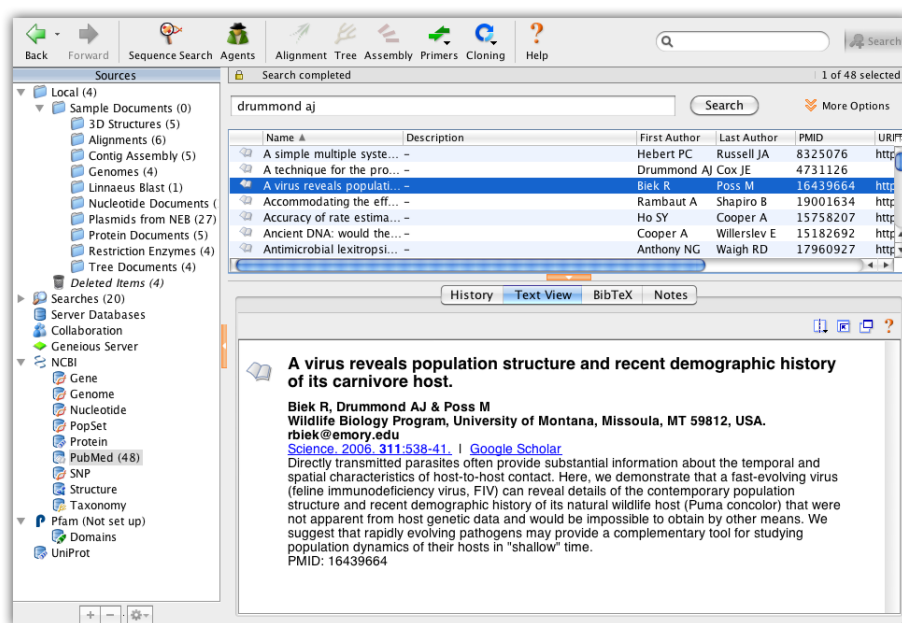 Back Forward Sequence Search Agents Alignment Tree Assembly Primers Cloning Help Search
Sources
Search completed 1 of 48 selected
Local (4)
Sample Documents (0)
3D Structures (5)
Alignments (6)
Contig Assembly (5)
Genomes (4)
Linnaeus Blast (1)
Nucleotide Documents (
Plasmids from NEB (27)
Protein Documents (5)
Restriction Enzymes (4)
Tree Documents (4)
Deleted Items (4)
Searches (20)
Server Databases
Collaboration
Geneious Server
NCBI
Gene
Genome
Nucleotide
PopSet
Protein
PubMed (48)
SNP
Structure
Taxonomy
Pfam (Not set up)
Domains
UniProt
drummond aj Search More Options
Name Description First Author Last Author PMID URL
A simple multiple syste... – Hebert PC Russell JA 8325076 http
A technique for the pro... – Drummond AJ Cox JE 4731126
A virus reveals populati... – Biek R Poss M 16439664 http
Accommodating the eff... – Rambaut A Shapiro B 19001634 http
Accuracy of rate estima... – Ho SY Cooper A 15758207 http
Ancient DNA: would the... – Cooper A Willerslev E 15182692 http
Antimicrobial lexitropsi... – Anthony NG Waigh RD 17960927 http
History Text View BibTeX Notes
A virus reveals population structure and recent demographic history
of its carnivore host.
Biek R, Drummond AJ & Poss M
Wildlife Biology Program, University of Montana, Missoula, MT 59812, USA.
rbiek@emory.edu
Science. 2006. 311:538-41. | Google Scholar
Directly transmitted parasites often provide substantial information about the temporal and
spatial characteristics of host-to-host contact. Here, we demonstrate that a fast-evolving virus
(feline immunodeficiency virus, FIV) can reveal details of the contemporary population
structure and recent demographic history of its natural wildlife host (Puma concolor) that were
not apparent from host genetic data and would be impossible to obtain by other means. We
suggest that rapidly evolving pathogens may provide a complementary tool for studying
population dynamics of their hosts in "shallow" time.
PMID: 16439664